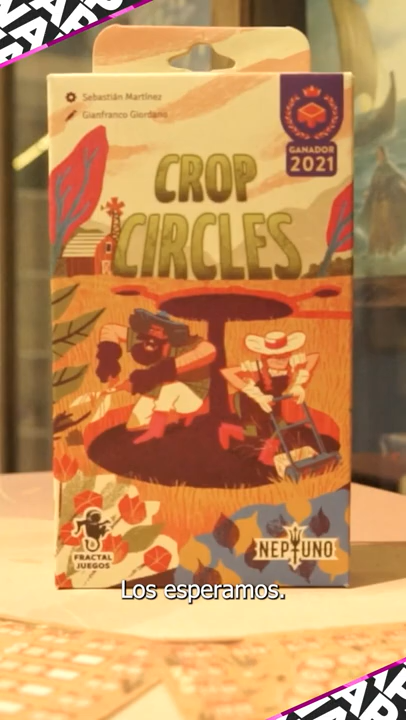 Sebastián Martínez
Gianfranco Giordano
GANADOR
2021
CROP
CIRCLES
FRACTAL
JUEGOS
NEPTUNO
Los esperamos.